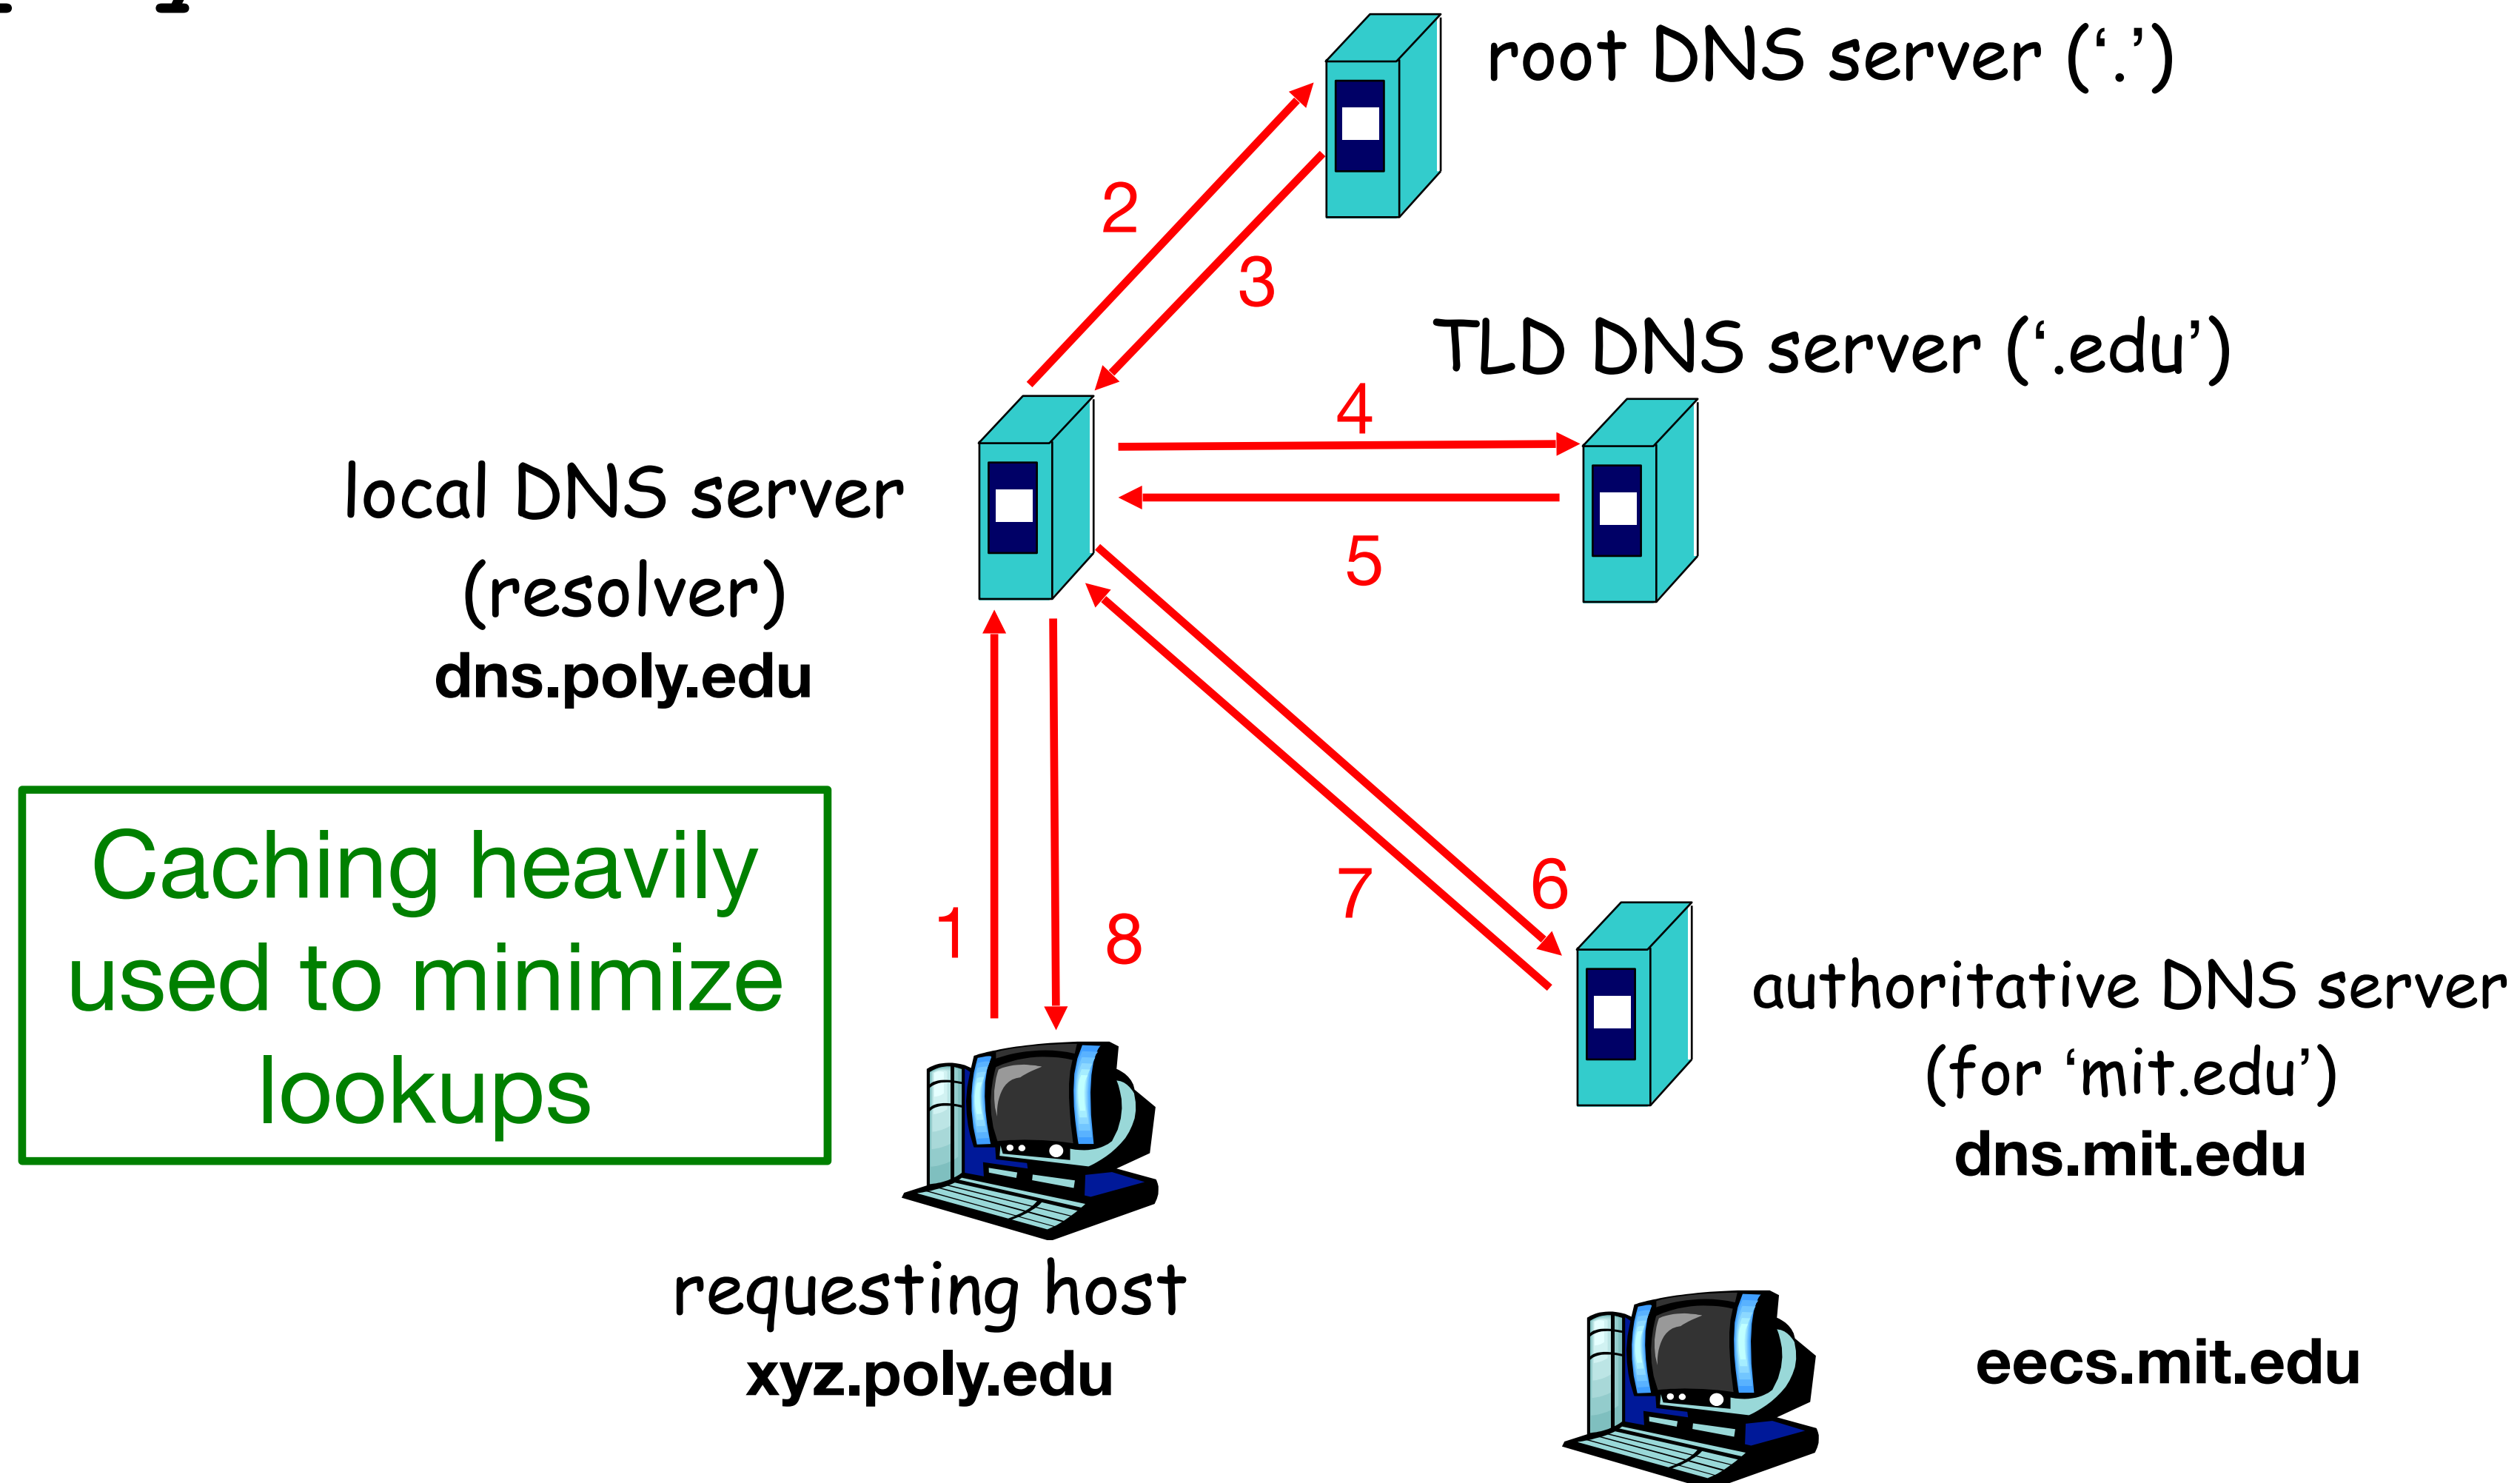 root DNS server (‘.’)
2
3
TLD DNS server (‘.edu’)
4
local DNS server
(resolver)
dns.poly.edu
5
Caching heavily
used to minimize
lookups
1
8
7
6
authoritative DNS server
(for ‘mit.edu’)
dns.mit.edu
requesting host
xyz.poly.edu
eecs.mit.edu